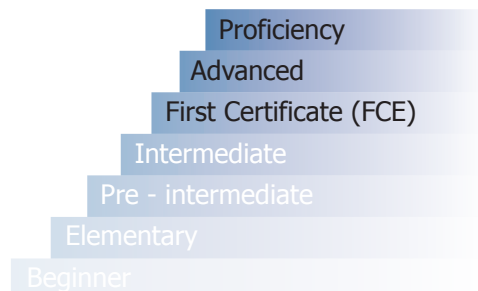 Proficiency
Advanced
First Certificate (FCE)
Intermediate
Pre - intermediate
Elementary
Beginner